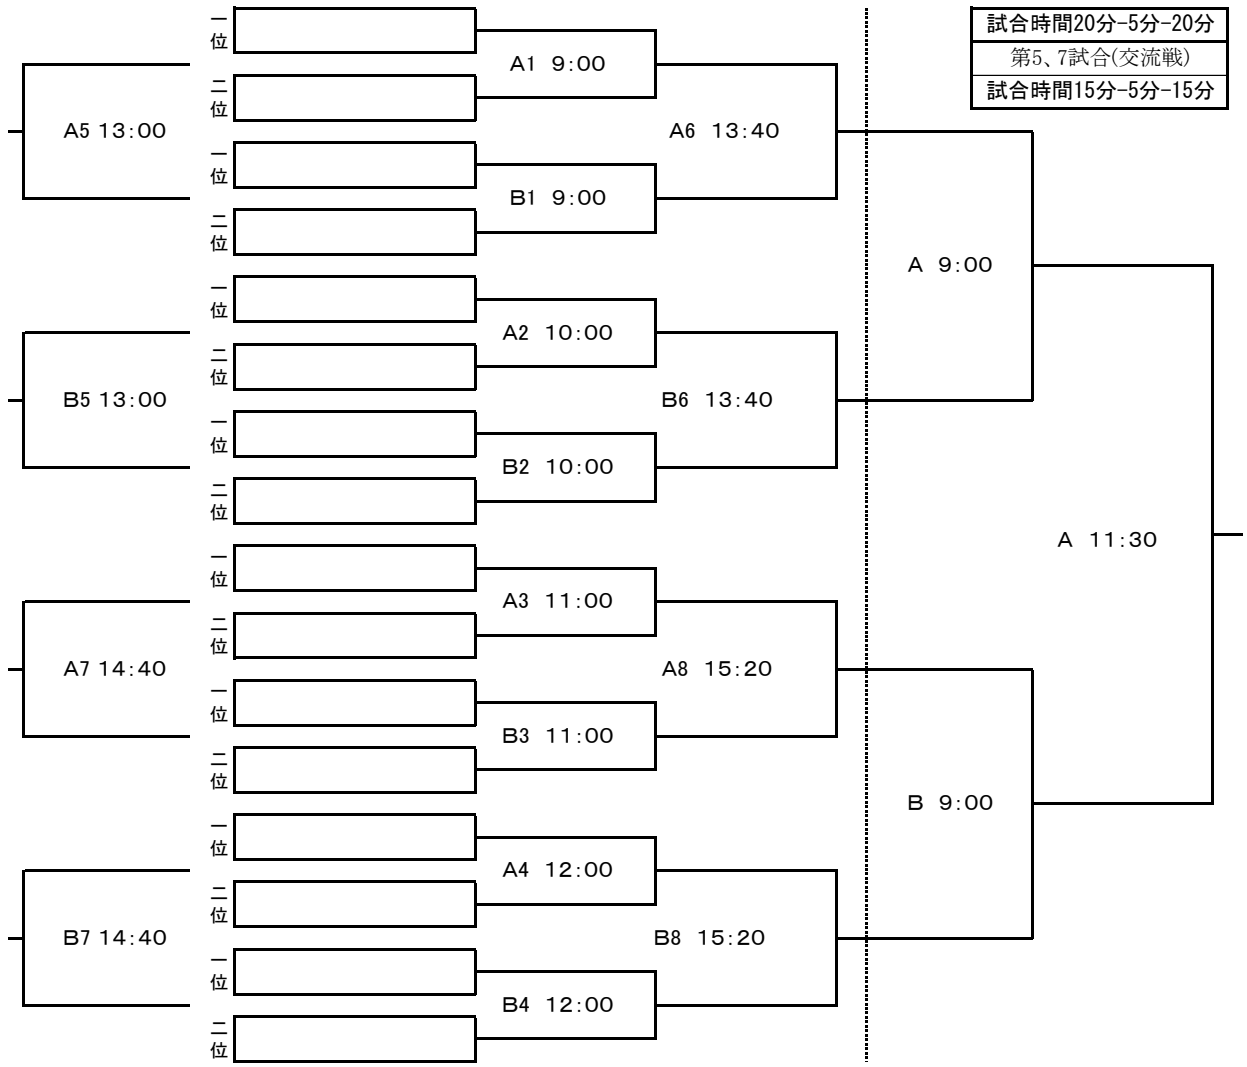 試合時間20分-5分-20分
第5、7試合(交流戦)
試合時間15分-5分-15分
一位
A1 9:00
二位
A5 13:00
A6 13:40
一位
B1 9:00
二位
A 9:00
一位
A2 10:00
二位
B5 13:00
B6 13:40
一位
B2 10:00
二位
A 11:30
一位
A3 11:00
二位
A7 14:40
A8 15:20
一位
B3 11:00
二位
B 9:00
一位
A4 12:00
二位
B7 14:40
B8 15:20
一位
B4 12:00
二位